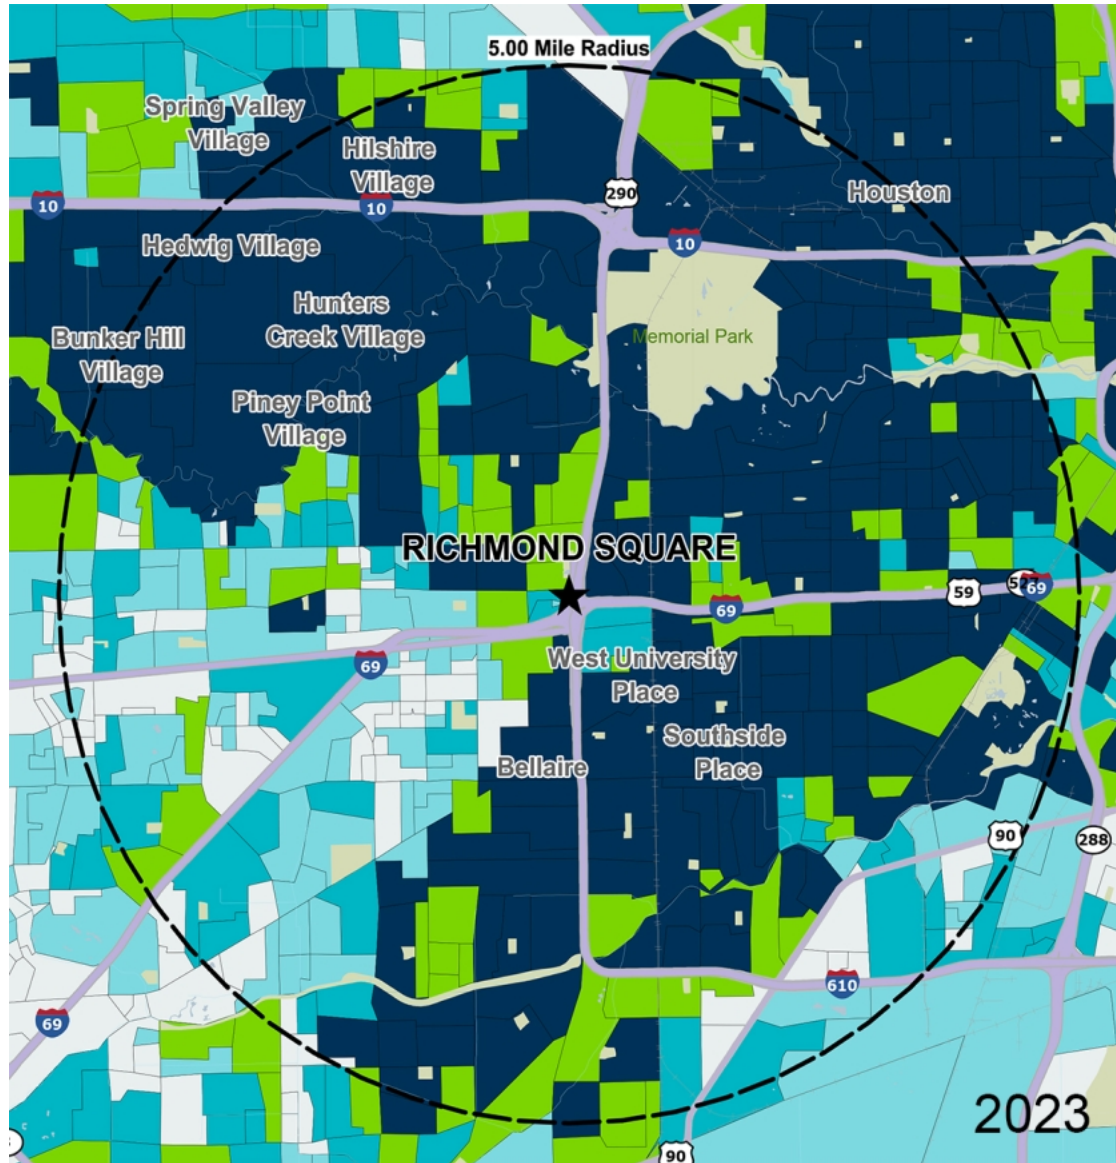 5.00 Mile Radius
Spring Valley
Village
Hilshire
Village
290
Houston
10
10
10
Hedwig Village
Hunters
Creek Village
Bunker Hill
Village
Memorial Park
Piney Point
Village
RICHMOND SQUARE
59
69
69
69
West University
Place
Southside
Place
Bellaire
90
288
610
69
2023
90